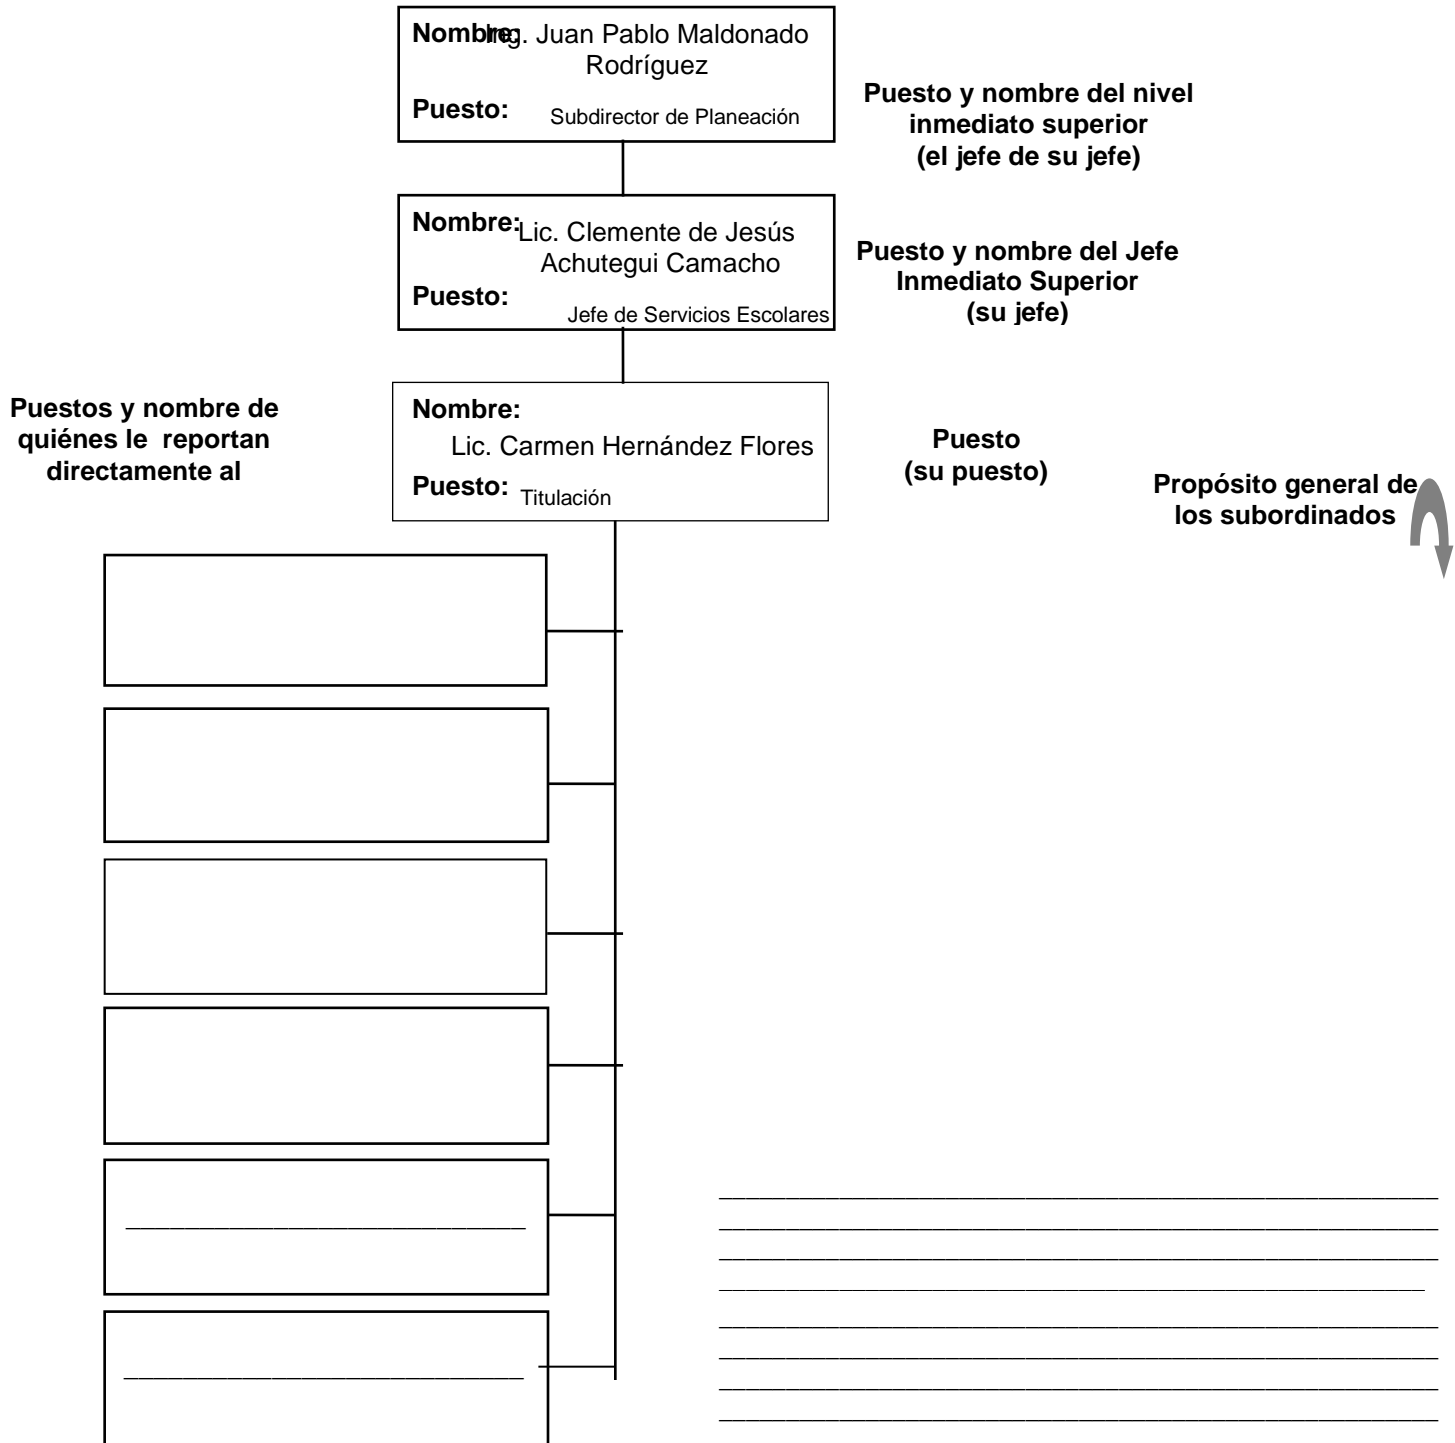 Nombre:
Ing. Juan Pablo Maldonado
Rodríguez
Puesto:
Subdirector de Planeación
Puesto y nombre del nivel
inmediato superior
(el jefe de su jefe)
Nombre:
Lic. Clemente de Jesús
Achutegui Camacho
Puesto:
Jefe de Servicios Escolares
Puesto y nombre del Jefe
Inmediato Superior
(su jefe)
Puestos y nombre de
quiénes le reportan
directamente al
Nombre:
Lic. Carmen Hernández Flores
Puesto:
Titulación
Puesto
(su puesto)
Propósito general de
los subordinados